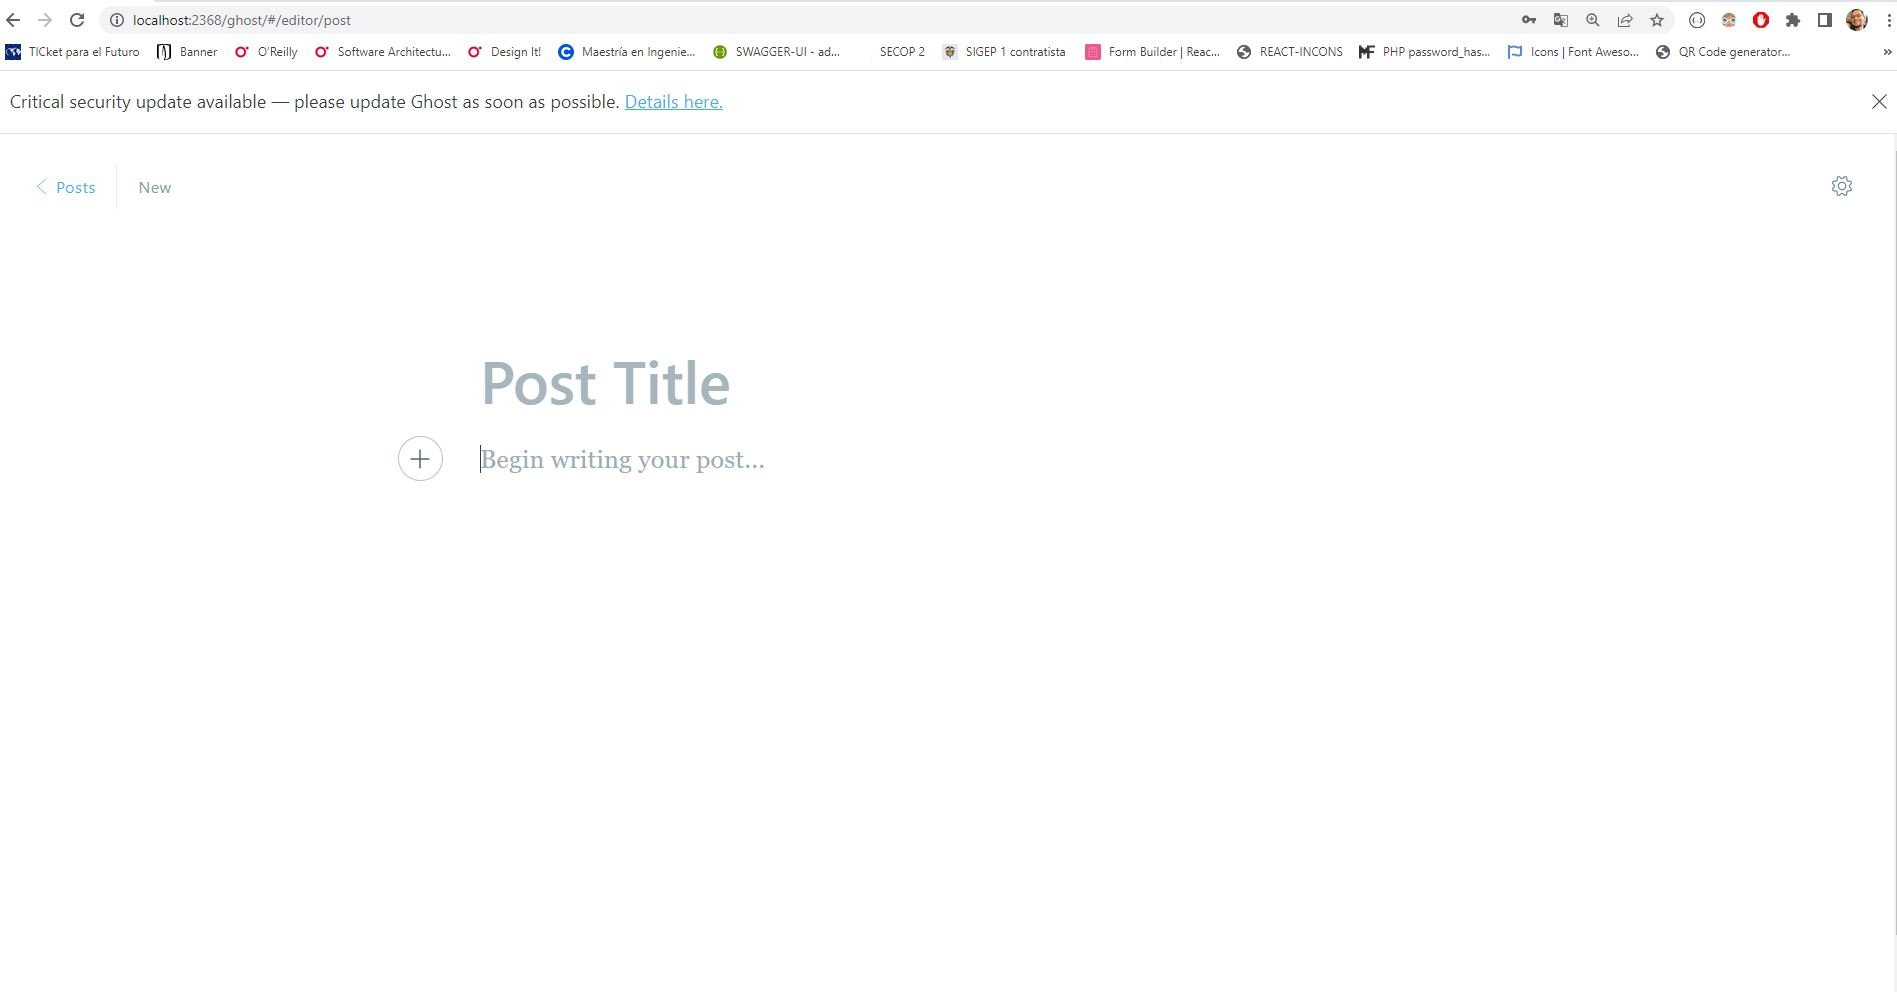 localhost:2368/ghost/#/editor/post
TICket para el Futuro Banner O'Reilly Software Architectu... Design It! Maestría en Ingenie... SWAGGER-UI - ad... SECOP 2 SIGEP 1 contratista Form Builder | Reac... REACT-INCONS PHP password_has... Icons | Font Aweso... QR Code generator... »
Critical security update available — please update Ghost as soon as possible. Details here.
Posts New
Post Title
Begin writing your post...